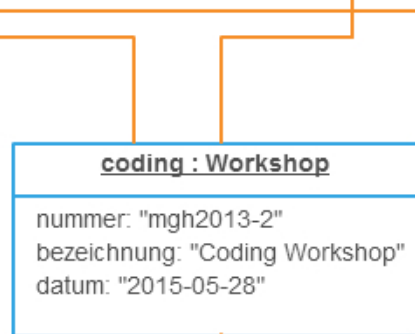 coding : Workshop
nummer: "mgh2013-2"
bezeichnung: "Coding Workshop"
datum: "2015-05-28"